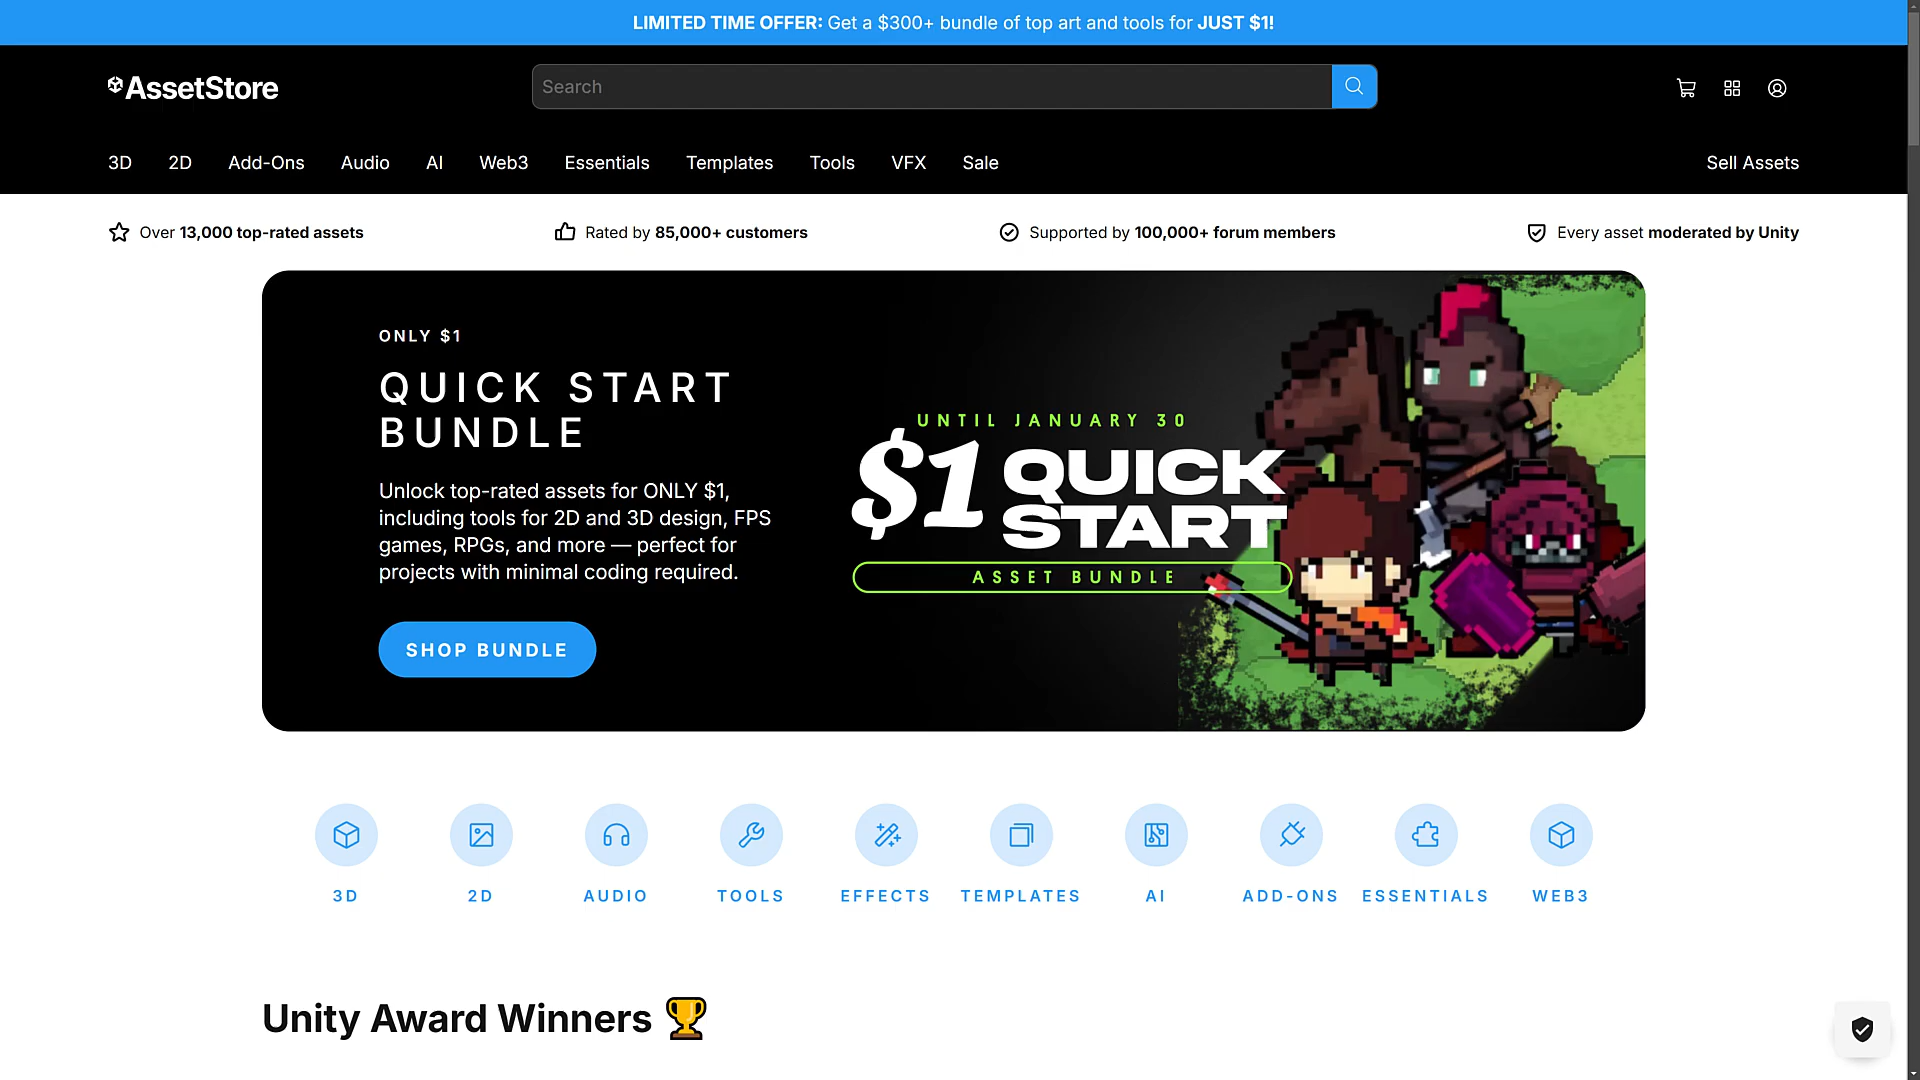 LIMITED TIME OFFER: Get a $300+ bundle of top art and tools for JUST $1!
AssetStore
Search
3D 2D Add-Ons Audio AI Web3 Essentials Templates Tools VFX Sale Sell Assets
Over 13,000 top-rated assets
Rated by 85,000+ customers
Supported by 100,000+ forum members
Every asset moderated by Unity
ONLY $1
QUICK START
BUNDLE
Unlock top-rated assets for ONLY $1,
including tools for 2D and 3D design, FPS
games, RPGs, and more — perfect for
projects with minimal coding required.
SHOP BUNDLE
UNTIL JANUARY 30
$1 QUICK
START
ASSET BUNDLE
3D
2D
AUDIO
TOOLS
EFFECTS
TEMPLATES
AI
ADD-ONS
ESSENTIALS
WEB3
Unity Award Winners 🏆